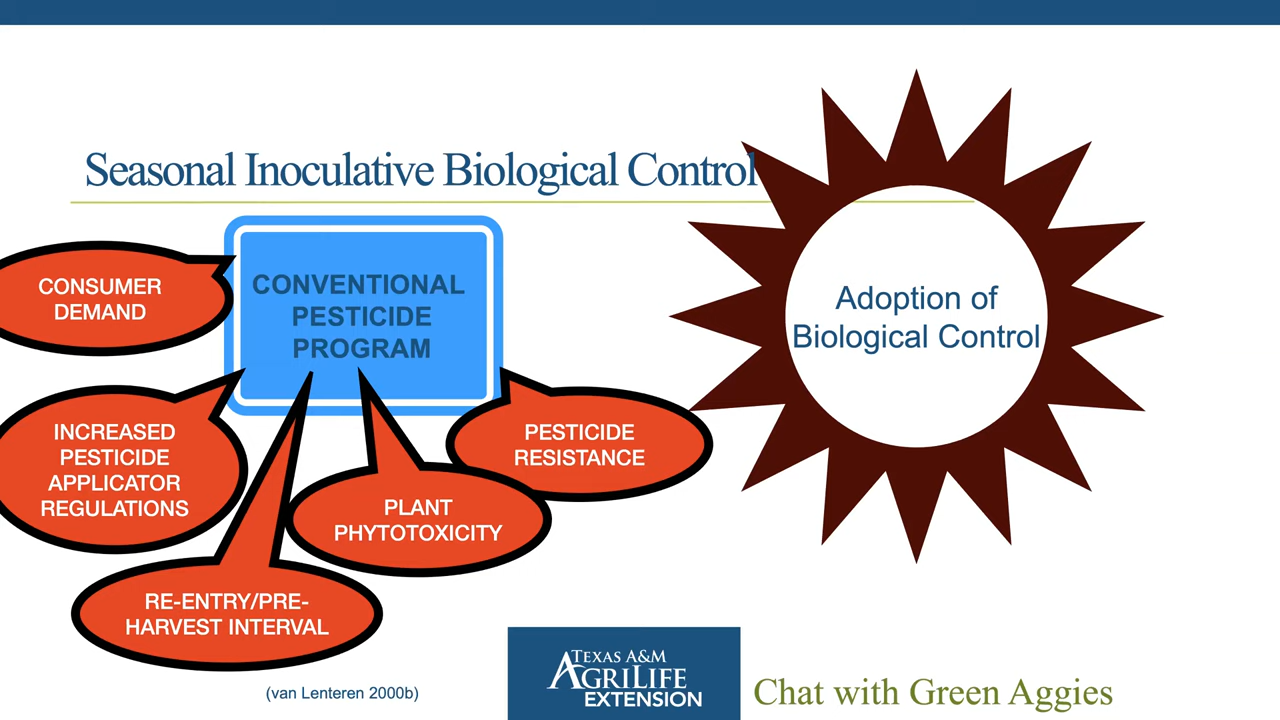 Seasonal Inoculative Biological Control
CONVENTIONAL
PESTICIDE
PROGRAM
CONSUMER
DEMAND
INCREASED
PESTICIDE
APPLICATOR
REGULATIONS
RE-ENTRY/PRE-
HARVEST INTERVAL
PLANT
PHYTOTOXICITY
PESTICIDE
RESISTANCE
Adoption of
Biological Control
(van Lenteren 2000b)
TEXAS A&M
AGRILIFE
EXTENSION
Chat with Green Aggies